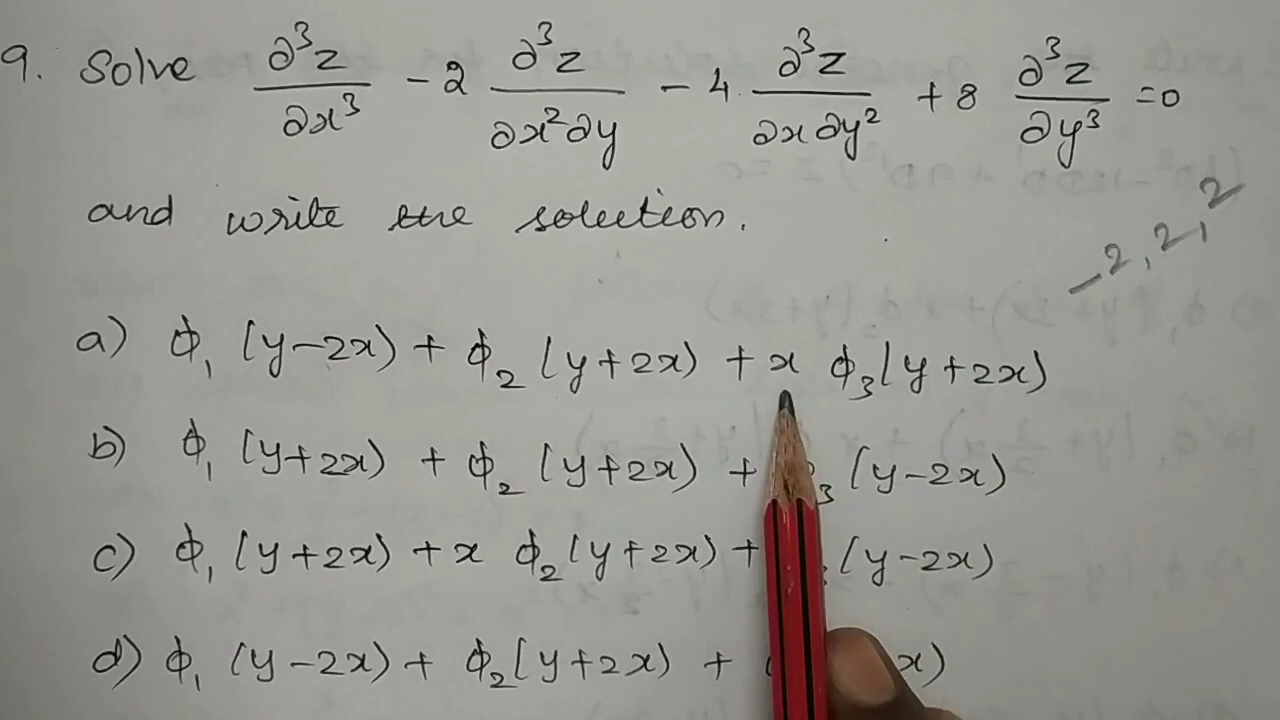 9. Solve ∂³z/∂x³ - 2 ∂³z/∂x²∂y - 4 ∂³z/∂x∂y² + 8 ∂³z/∂y³ = 0
and write the solution.
-2, 2, 2
a) ϕ₁ (y-2x) + ϕ₂ (y+2x) + x ϕ₃(y+2x)
b) ϕ₁ (y+2x) + ϕ₂ (y+2x) + ₃ (y-2x)
c) ϕ₁ (y+2x) + x ϕ₂(y+2x) + (y-2x)
d) ϕ₁ (y-2x) + ϕ₂(y+2x) + x)